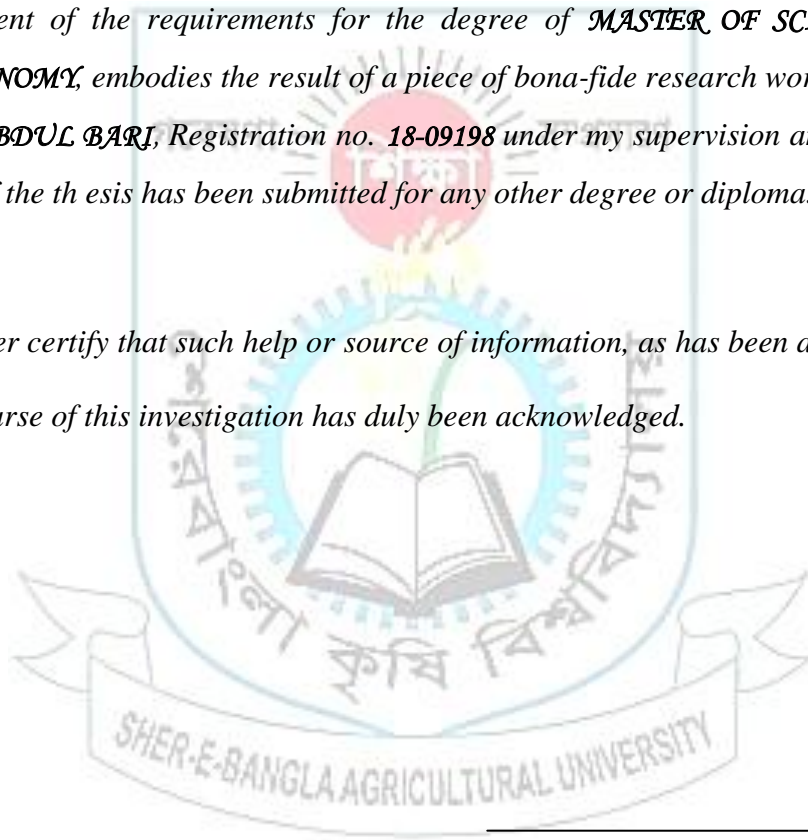 ent of the requirements for the degree of MASTER OF SC
NOMY, embodies the result of a piece of bona-fide research wor
BDUL BARI, Registration no. 18-09198 under my supervision a
f the th esis has been submitted for any other degree or diploma.
er certify that such help or source of information, as has been a
urse of this investigation has duly been acknowledged.
শিক্ষা
শেরেবাংলা কৃষি বিশ্ববিদ্যালয়
SHER-E-BANGLA AGRICULTURAL UNIVERSITY